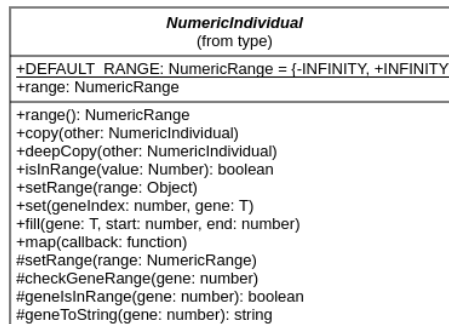 NumericIndividual
(from type)
+DEFAULT_RANGE: NumericRange = {-INFINITY, +INFINITY
+range: NumericRange
+range(): NumericRange
+copy(other: NumericIndividual)
+deepCopy(other: NumericIndividual)
+isInRange(value: Number): boolean
+setRange(range: Object)
+set(geneIndex: number, gene: T)
+fill(gene: T, start: number, end: number)
+map(callback: function)
#setRange(range: NumericRange)
#checkGeneRange(gene: number)
#geneIsInRange(gene: number): boolean
#geneToString(gene: number): string